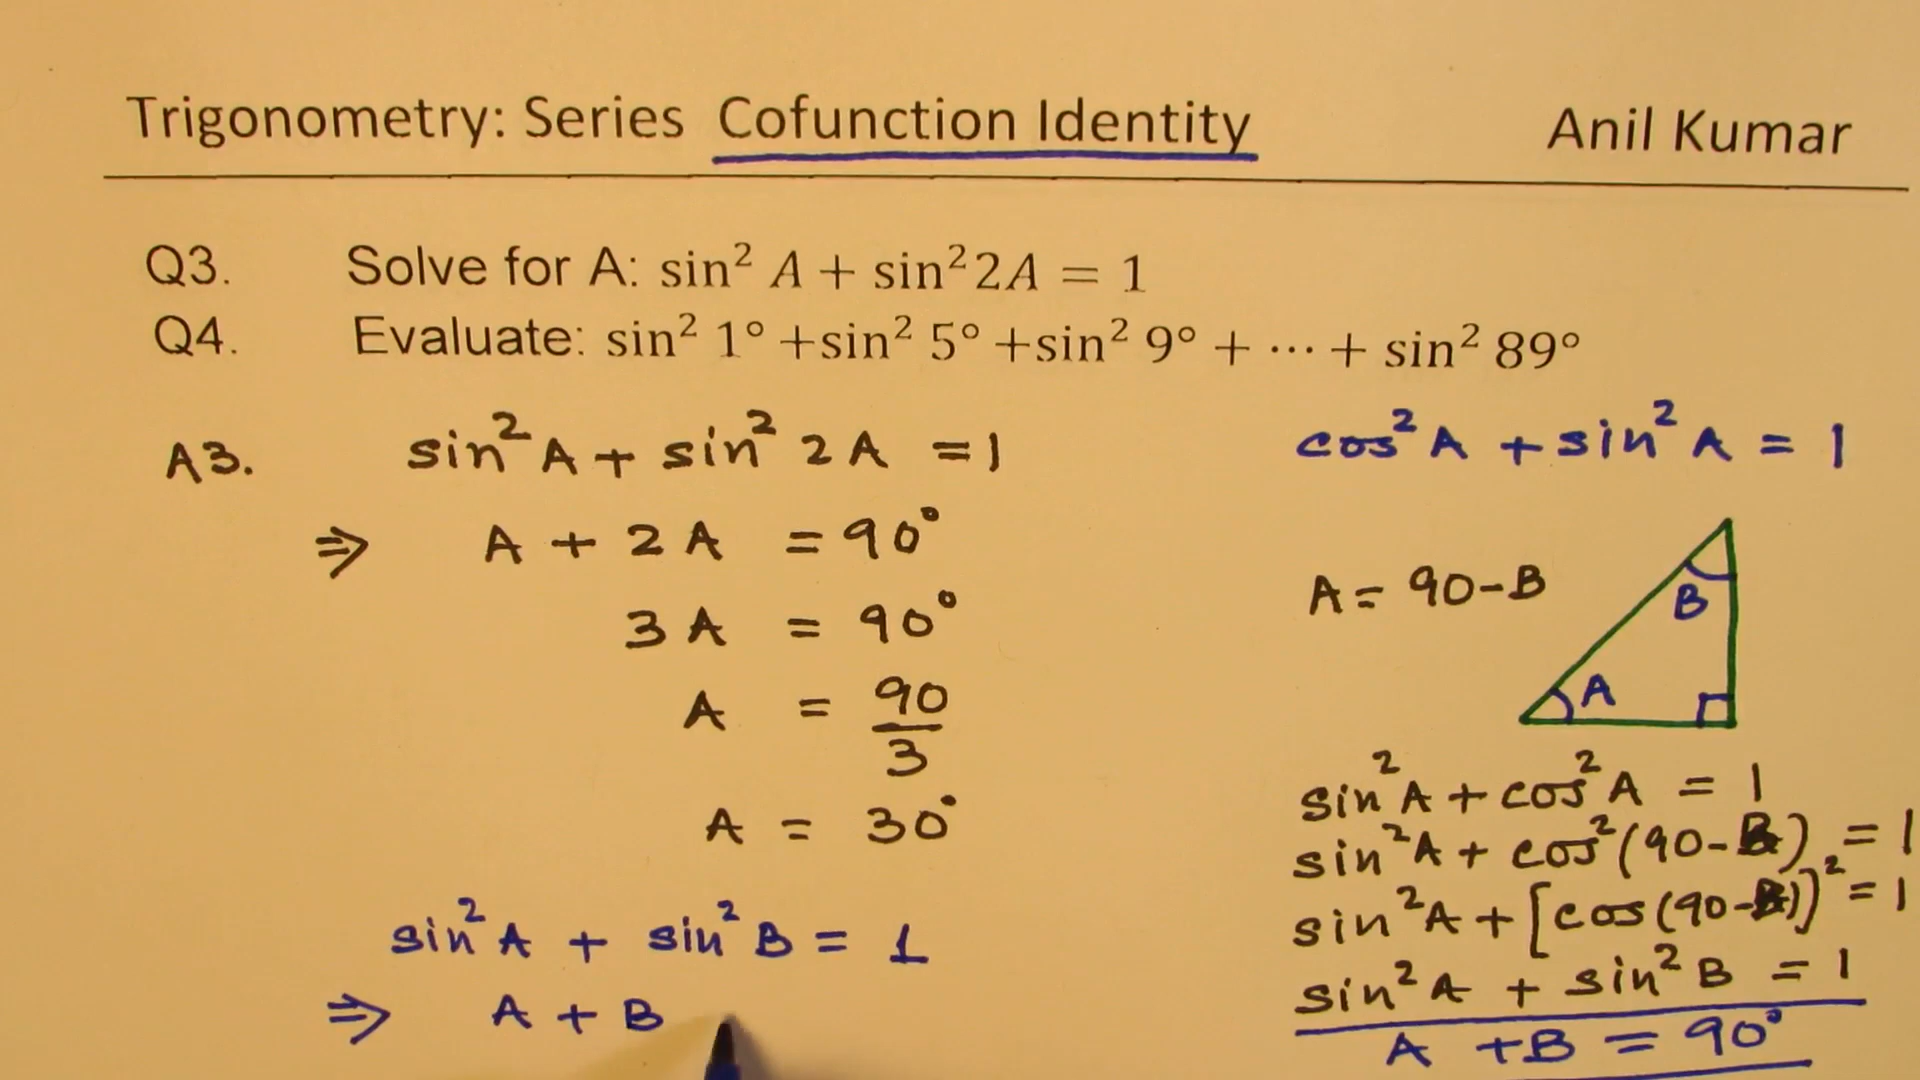 Trigonometry: Series Cofunction Identity Anil Kumar
Q3. Solve for A: sin² A + sin²2A = 1
Q4. Evaluate: sin² 1° +sin² 5° +sin² 9° + ⋯ + sin² 89°
A3. sin²A + sin² 2A = 1
⇒ A + 2A = 90°
3A = 90°
A = 90/3
A = 30°
sin²A + sin²B = 1
⇒ A + B
cos²A + sin²A = 1
A = 90-B
B
A
sin²A + cos²A = 1
sin²A + cos²(90-B) = 1
sin²A + [cos(90-B)]² = 1
sin²A + sin²B = 1
A + B = 90°